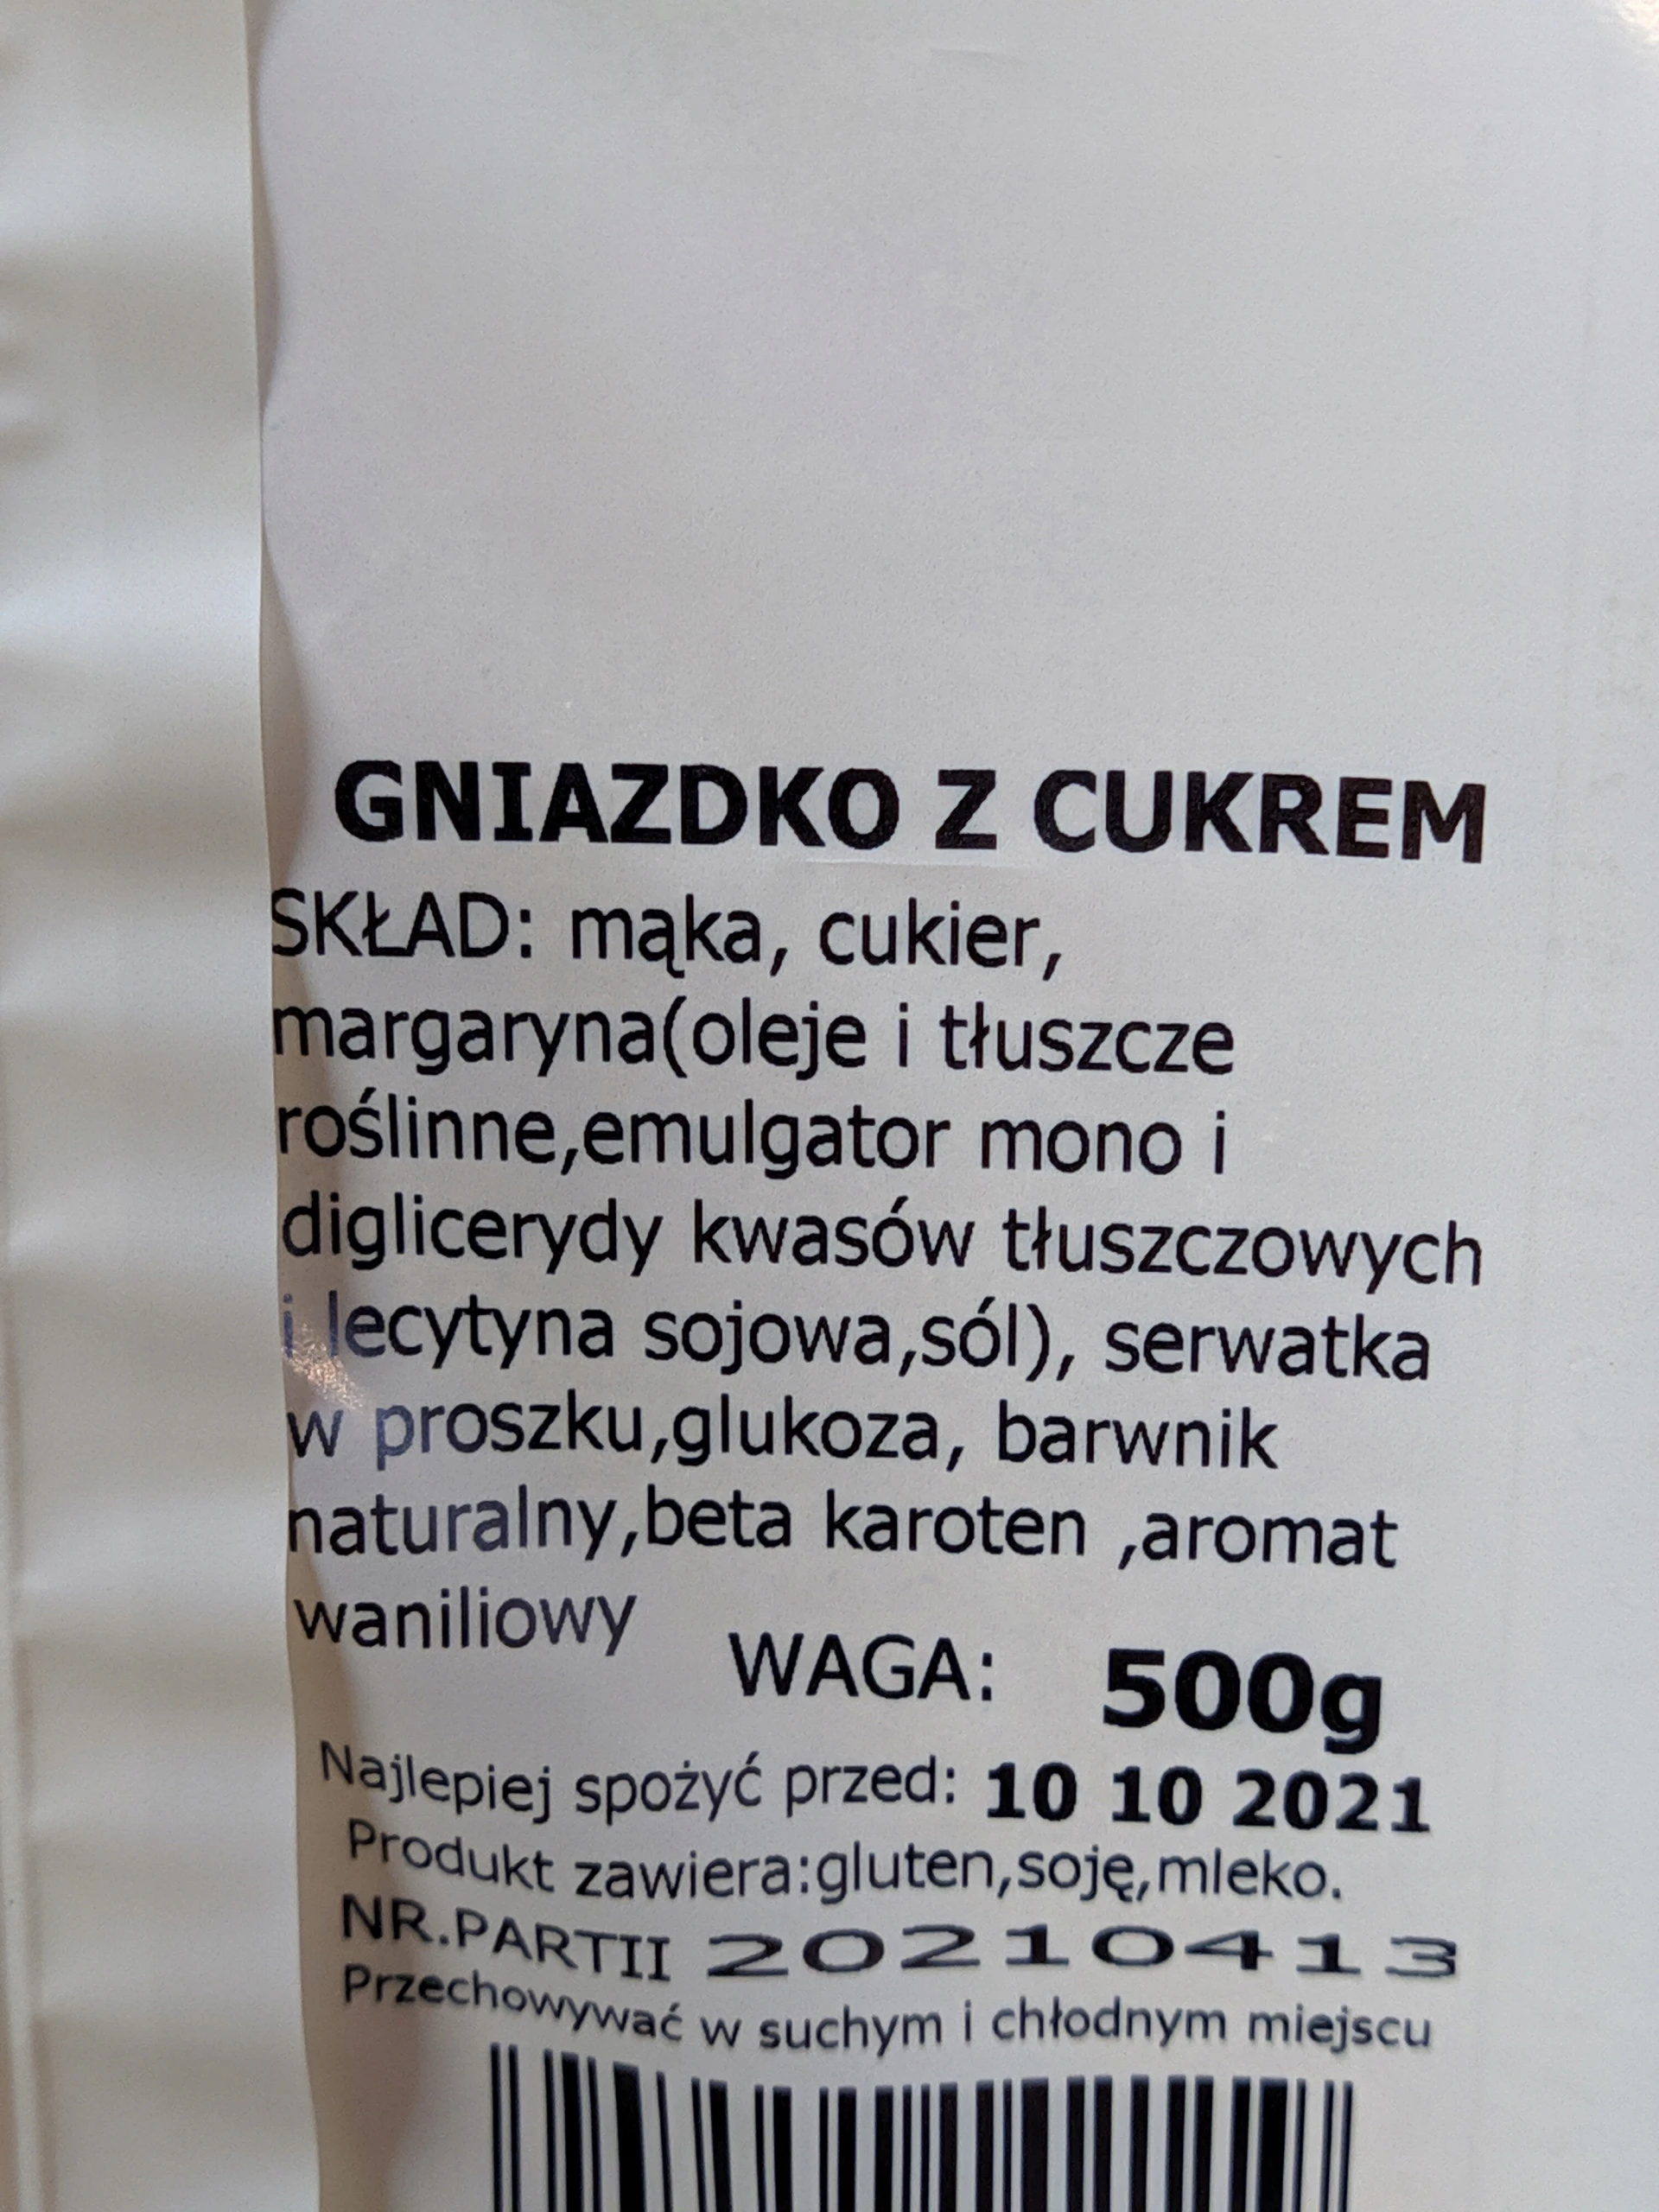 GNIAZDKO Z CUKREM
SKŁAD: mąka, cukier,
margaryna(oleje i tłuszcze
roślinne,emulgator mono i
diglicerydy kwasów tłuszczowych
i lecytyna sojowa,sól), serwatka
w proszku,glukoza, barwnik
naturalny,beta karoten ,aromat
waniliowy
WAGA: 500g
Najlepiej spożyć przed: 10 10 2021
Produkt zawiera:gluten,soję,mleko.
NR.PARTII 20210413
Przechowywać w suchym i chłodnym miejscu